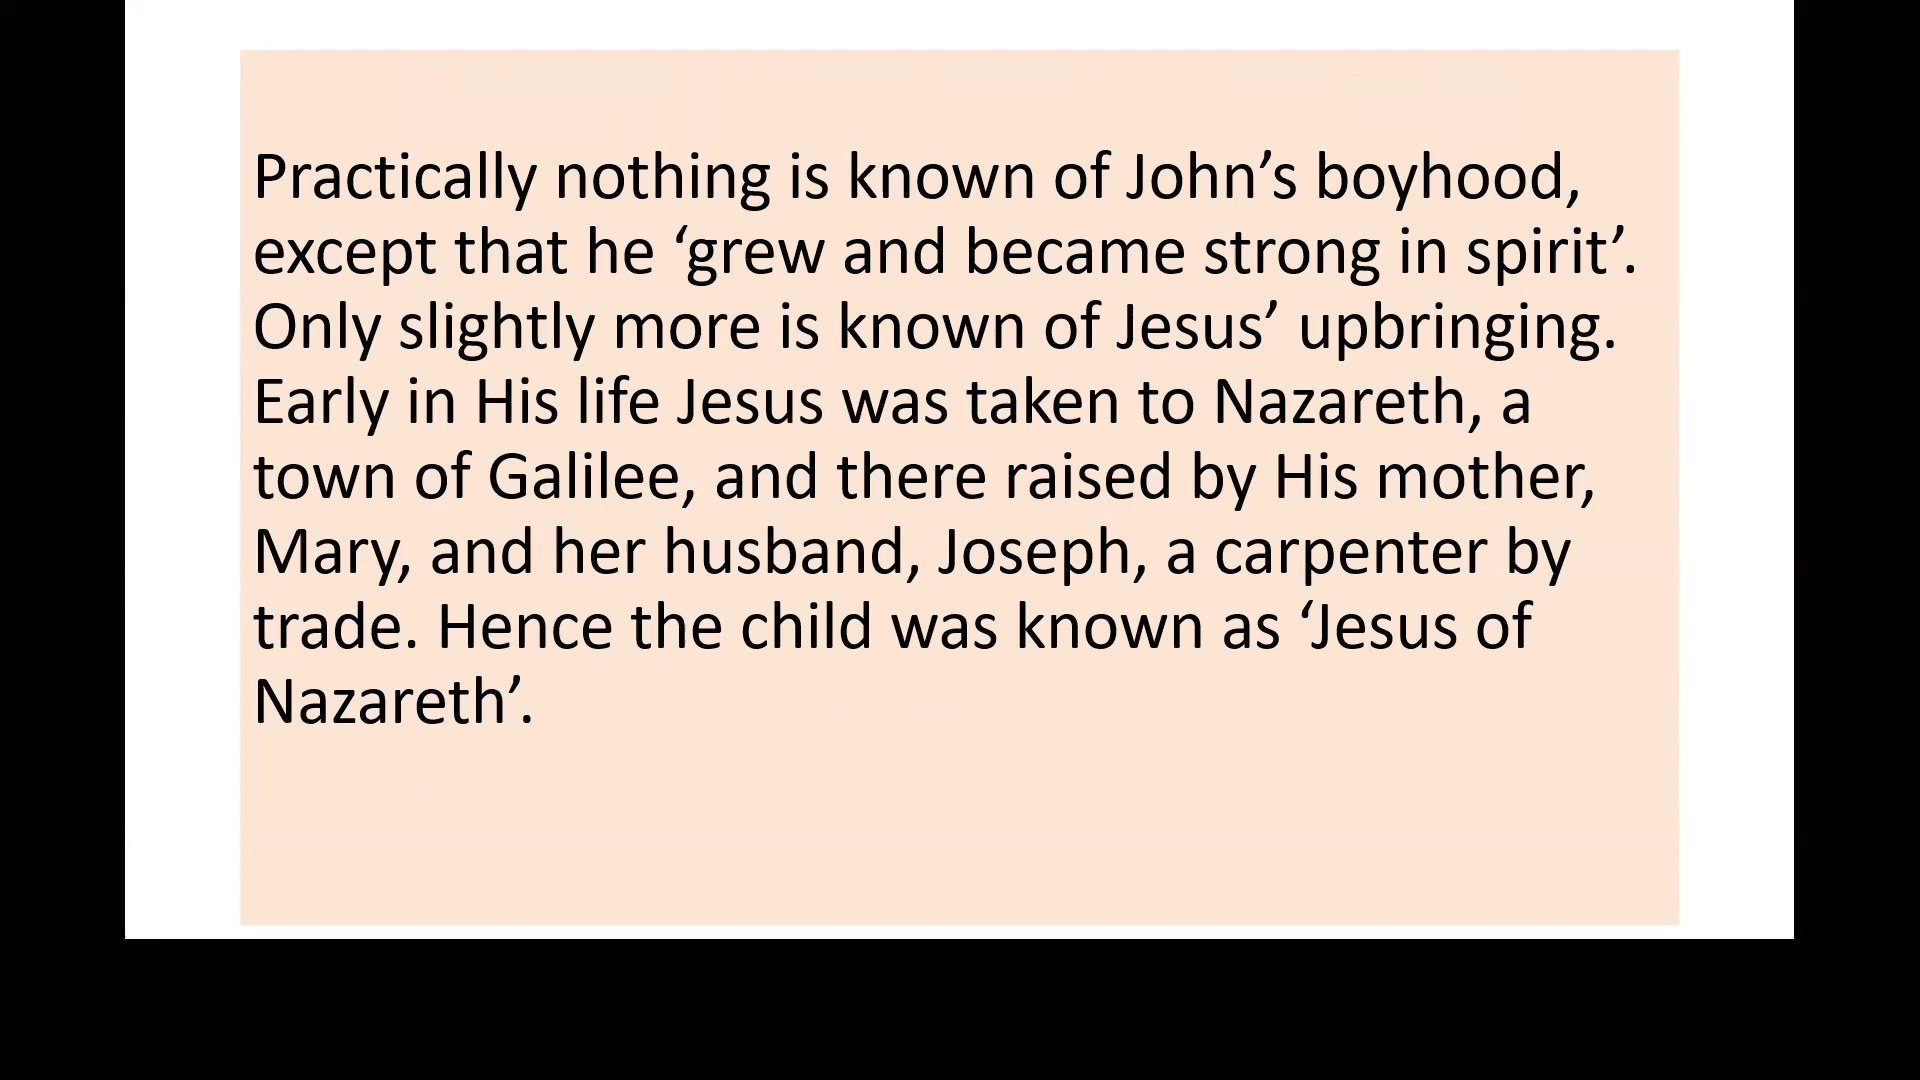 Practically nothing is known of John’s boyhood,
except that he ‘grew and became strong in spirit’.
Only slightly more is known of Jesus’ upbringing.
Early in His life Jesus was taken to Nazareth, a
town of Galilee, and there raised by His mother,
Mary, and her husband, Joseph, a carpenter by
trade. Hence the child was known as ‘Jesus of
Nazareth’.